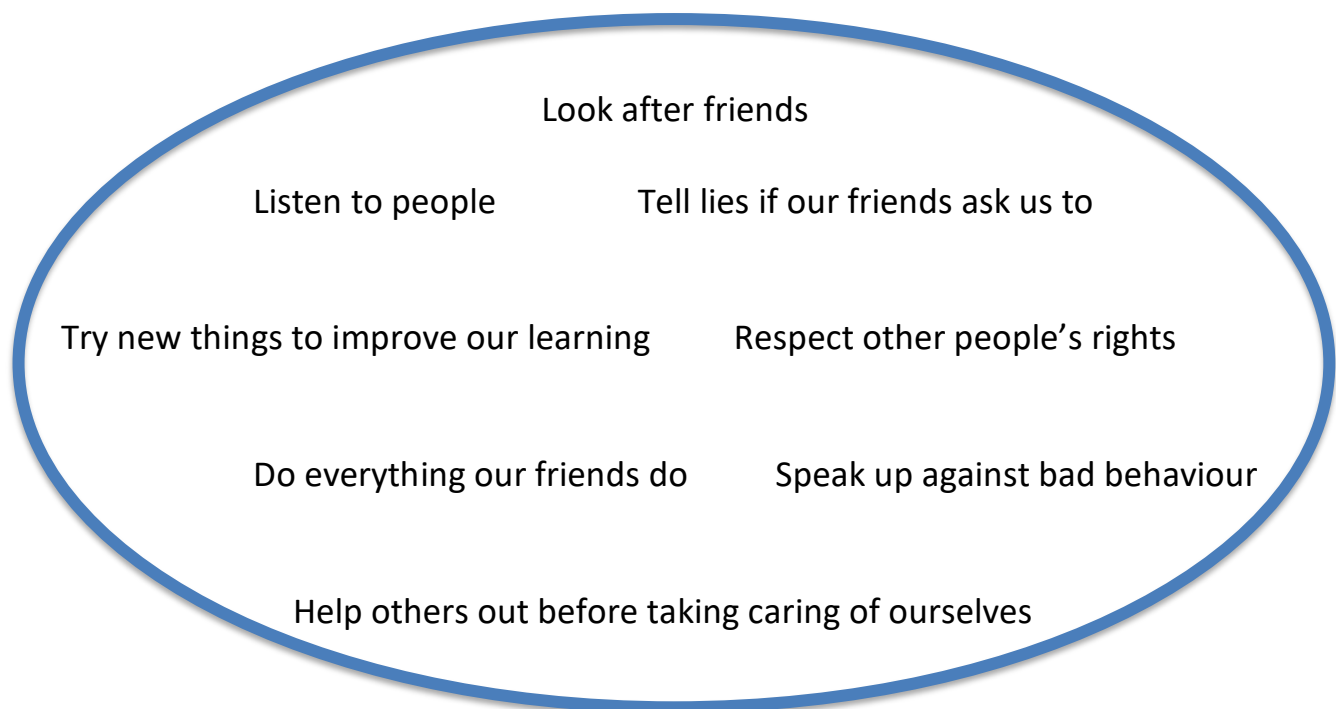 Look after friends
Listen to people
Tell lies if our friends ask us to
Try new things to improve our learning
Respect other people’s rights
Do everything our friends do
Speak up against bad behaviour
Help others out before taking caring of ourselves